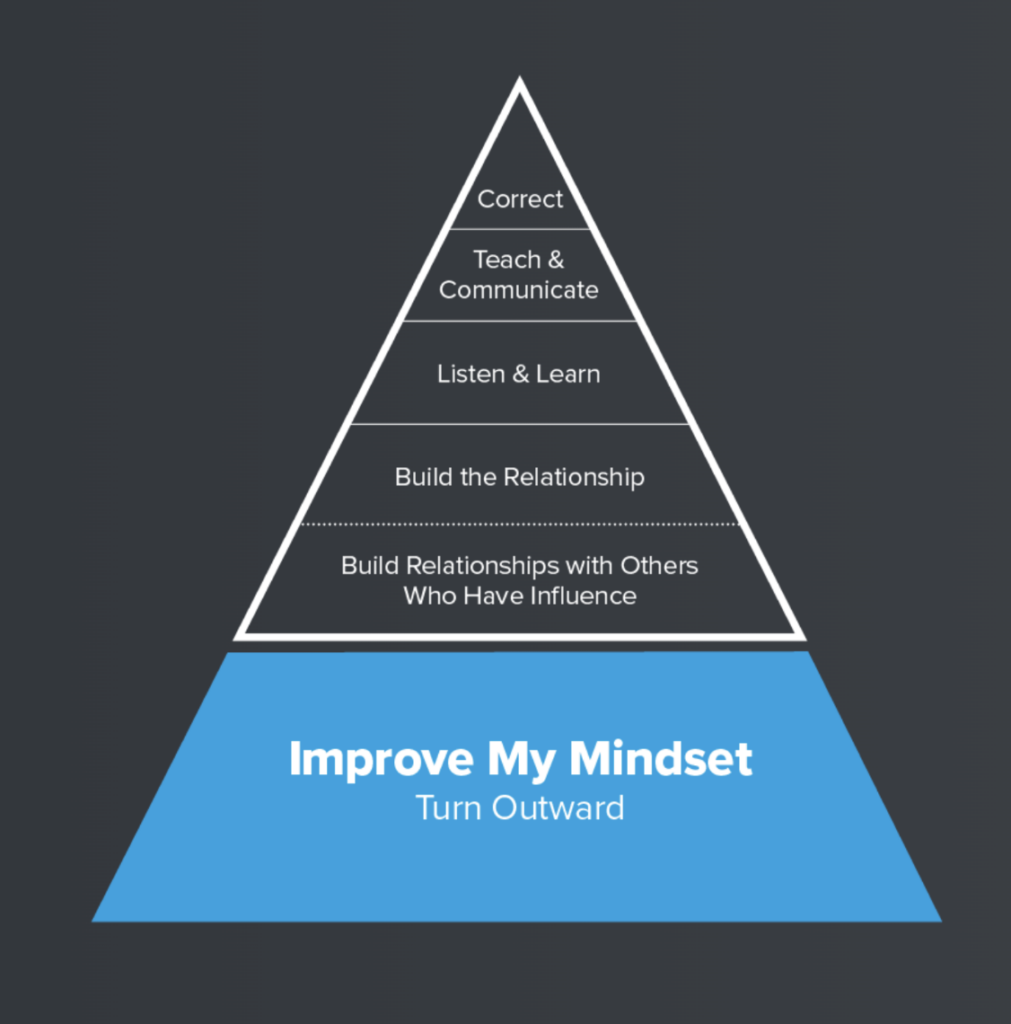 Correct
Teach &
Communicate
Listen & Learn
Build the Relationship
Build Relationships with Others
Who Have Influence
Improve My Mindset
Turn Outward